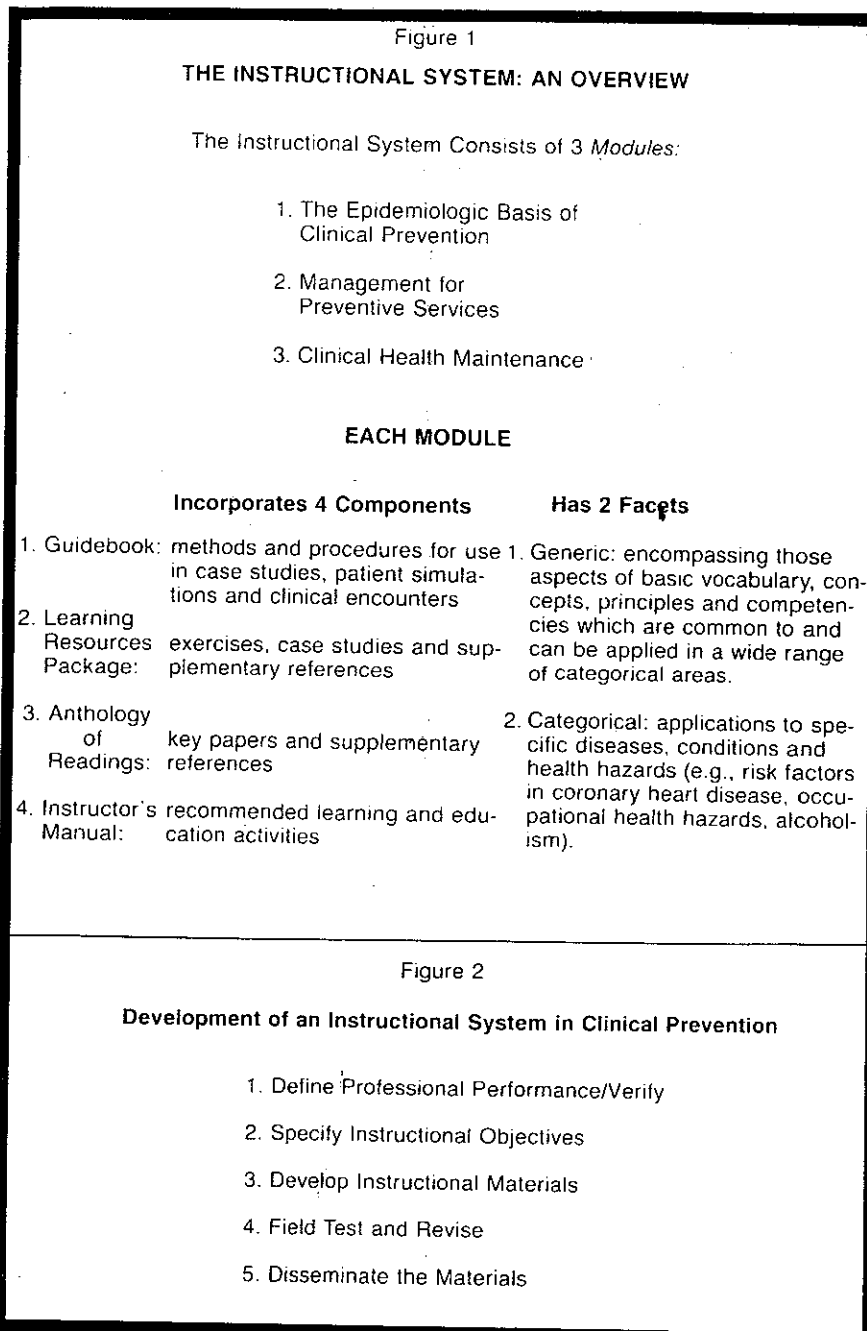 Figure 1
THE INSTRUCTIONAL SYSTEM: AN OVERVIEW
The Instructional System Consists of 3 Modules:
1. The Epidemiologic Basis of
Clinical Prevention
2. Management for
Preventive Services
3. Clinical Health Maintenance
EACH MODULE
Incorporates 4 Components
1. Guidebook: methods and procedures for use
in case studies, patient simula-
tions and clinical encounters
2. Learning
Resources exercises, case studies and sup-
Package: plementary references
3. Anthology
of key papers and supplementary
Readings: references
4. Instructor's recommended learning and edu-
Manual: cation activities
Has 2 Facets
1. Generic: encompassing those
aspects of basic vocabulary, con-
cepts, principles and competen-
cies which are common to and
can be applied in a wide range
of categorical areas.
2. Categorical: applications to spe-
cific diseases, conditions and
health hazards (e.g., risk factors
in coronary heart disease, occu-
pational health hazards, alcohol-
ism).
Figure 2
Development of an Instructional System in Clinical Prevention
1. Define Professional Performance/Verify
2. Specify Instructional Objectives
3. Develop Instructional Materials
4. Field Test and Revise
5. Disseminate the Materials